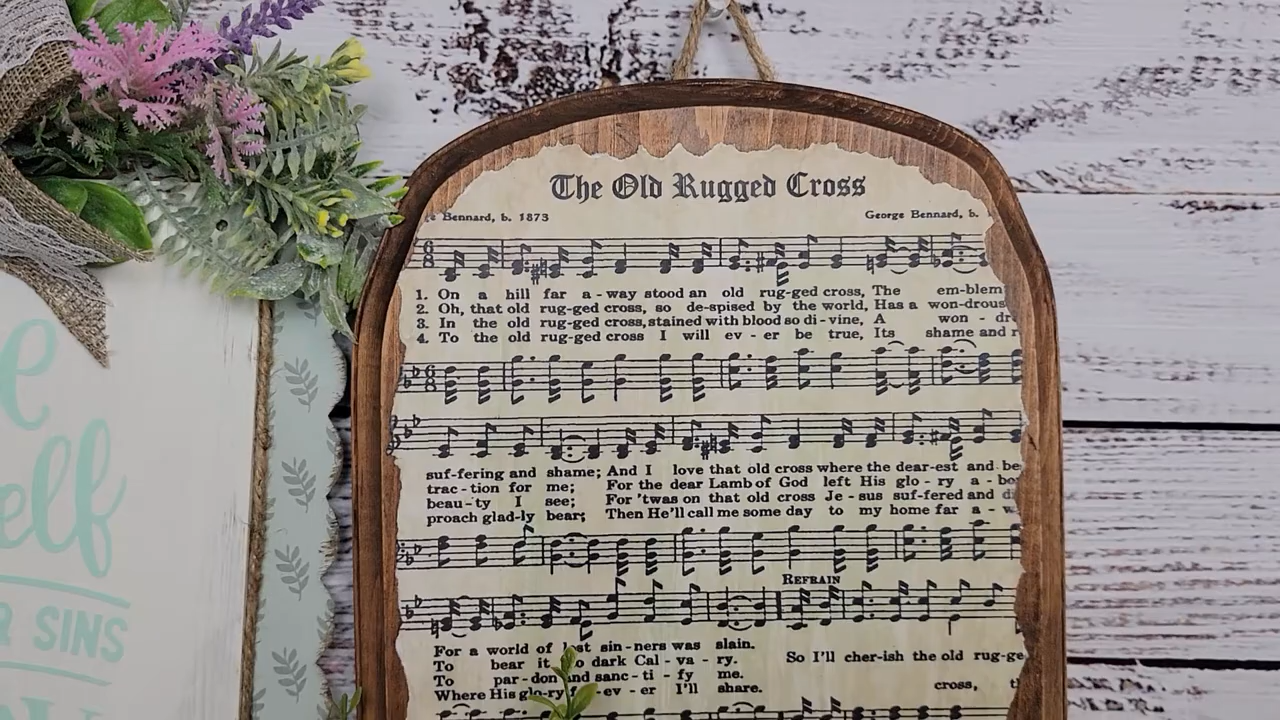 The Old Rugged Cross
Bennard, b. 1873
George Bennard, b.
1. On a hill far a - way stood an old rug-ged cross, The em-blem
2. Oh, that old rug-ged cross, so de-spised by the world, Has a won-drous
3. In the old rug-ged cross, stained with blood so di - vine, A won - dr
4. To the old rug-ged cross I will ev - er be true, Its shame and r
suf-fering and shame; And I love that old cross where the dear-est and be
trac - tion for me; For the dear Lamb of God left His glo - ry a - bo
beau - ty I see; For 'twas on that old cross Je - sus suf-fered and d
proach glad-ly bear; Then He'll call me some day to my home far a - w
REFRAIN
For a world of lost sin - ners was slain.
To bear it to dark Cal - va - ry. So I'll cher-ish the old rug-ge
To par - don and sanc - ti - fy me.
Where His glo-ry ev - er I'll share. cross,
e
elf
R SINS